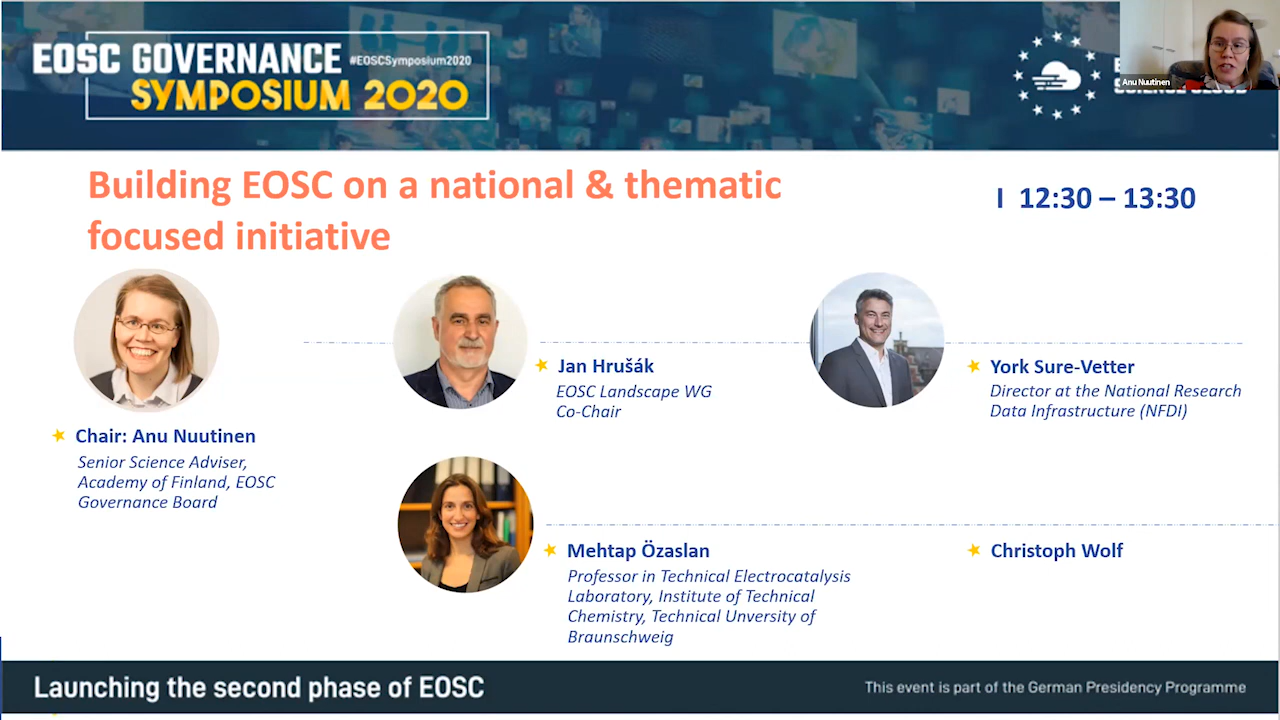 EOSC GOVERNANCE #EOSCSymposium2020
SYMPOSIUM 2020
Anu Nuutinen
Building EOSC on a national & thematic
focused initiative
I 12:30 – 13:30
Jan Hrušák
EOSC Landscape WG
Co-Chair
York Sure-Vetter
Director at the National Research
Data Infrastructure (NFDI)
Chair: Anu Nuutinen
Senior Science Adviser,
Academy of Finland, EOSC
Governance Board
Mehtap Özaslan
Professor in Technical Electrocatalysis
Laboratory, Institute of Technical
Chemistry, Technical Unversity of
Braunschweig
Christoph Wolf
Launching the second phase of EOSC
This event is part of the German Presidency Programme